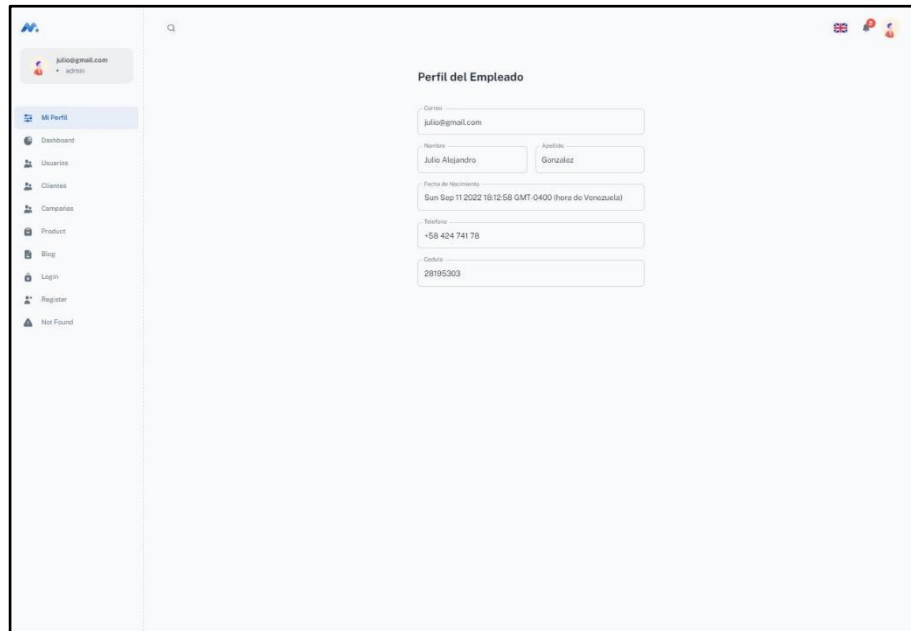 julio@gmail.com
• admin
Mi Perfil
Dashboard
Usuarios
Clientes
Campañas
Product
Blog
Login
Register
Not Found
Perfil del Empleado
Correo
julio@gmail.com
Nombre
Apellido
Julio Alejandro
Gonzalez
Fecha de Nacimiento
Sun Sep 11 2022 18:12:58 GMT-0400 (hora de Venezuela)
Telefono
+58 424 741 78
Cedula
28195303